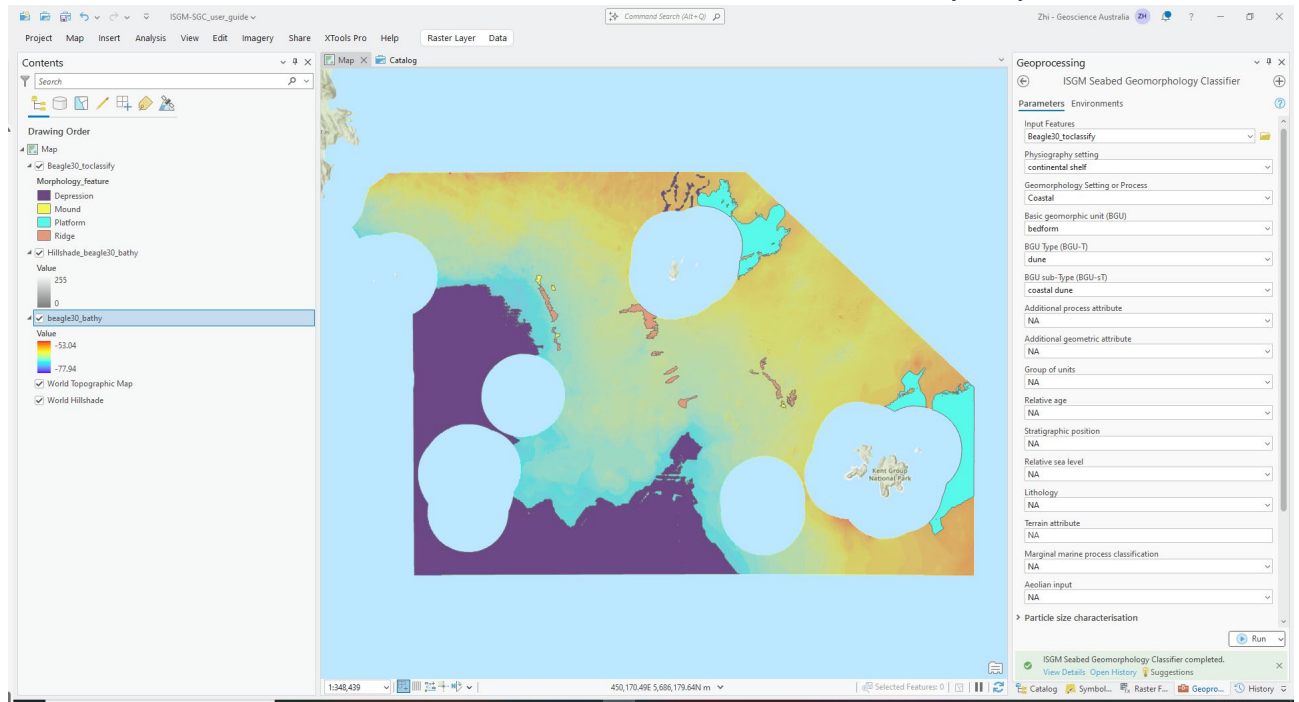 ISGM-SGC_user_guide
Command Search (Alt+Q)
Zhi - Geoscience Australia ZH ?
Project Map Insert Analysis View Edit Imagery Share XTools Pro Help Raster Layer Data
Contents
Search
Drawing Order
Map
Beagle30_toclassify
Morphology_feature
Depression
Mound
Platform
Ridge
Hillshade_beagle30_bathy
Value
255
0
beagle30_bathy
Value
-53.04
-77.94
World Topographic Map
World Hillshade
Map Catalog
Kent Group
National Park
1:348,439
450,170.49E 5,686,179.64N m
Selected Features: 0
Geoprocessing
ISGM Seabed Geomorphology Classifier
Parameters Environments
Input Features
Beagle30_toclassify
Physiography setting
continental shelf
Geomorphology Setting or Process
Coastal
Basic geomorphic unit (BGU)
bedform
BGU Type (BGU-T)
dune
BGU sub-Type (BGU-sT)
coastal dune
Additional process attribute
NA
Additional geometric attribute
NA
Group of units
NA
Relative age
NA
Stratigraphic position
NA
Relative sea level
NA
Lithology
NA
Terrain attribute
NA
Marginal marine process classification
NA
Aeolian input
NA
Particle size characterisation
Run
ISGM Seabed Geomorphology Classifier completed.
View Details Open History Suggestions
Catalog Symbol... Raster F... Geopro... History